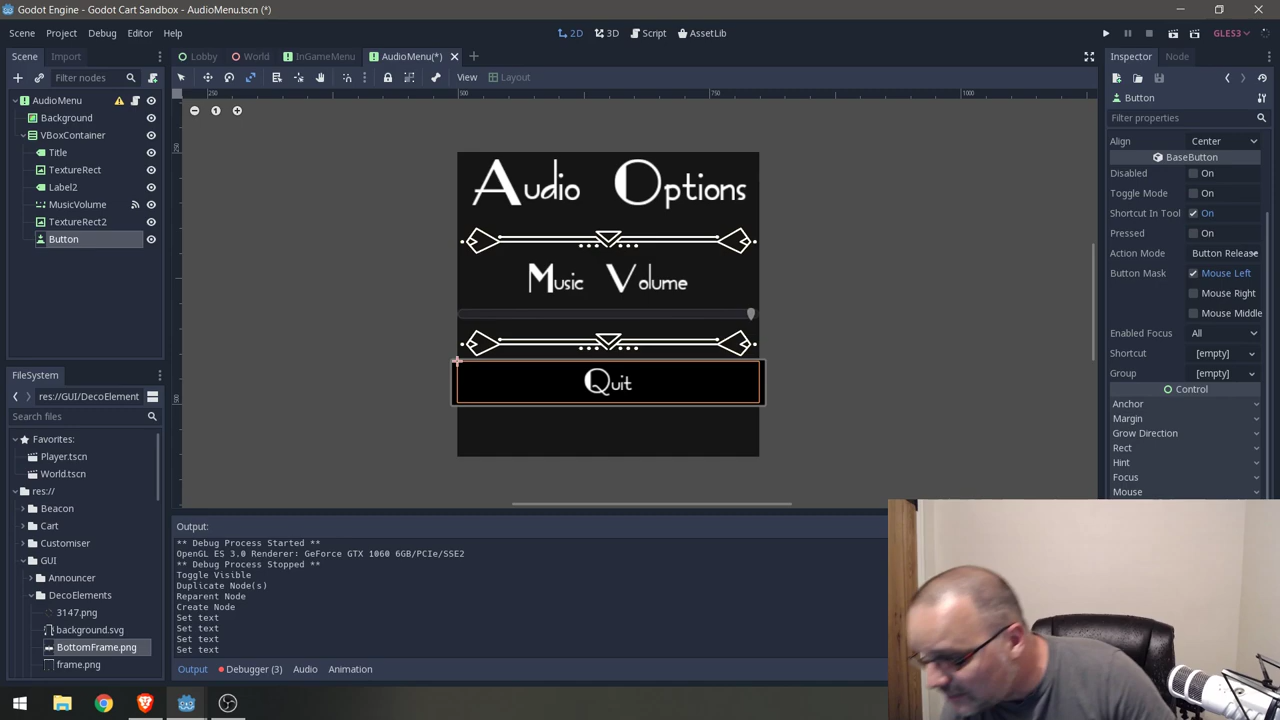 Godot Engine - Godot Cart Sandbox - AudioMenu.tscn (*)
Scene Project Debug Editor Help
2D 3D Script AssetLib
GLES3
Scene Import
Lobby World InGameMenu AudioMenu(*)
Inspector Node
Filter nodes
View Layout
250 500 750 1000
250
500
AudioMenu
Background
VBoxContainer
Title
TextureRect
Label2
MusicVolume
TextureRect2
Button
Audio Options
Music Volume
Quit
Button
Filter properties
Align Center
BaseButton
Disabled On
Toggle Mode On
Shortcut In Tool On
Pressed On
Action Mode Button Release
Button Mask Mouse Left
Mouse Right
Mouse Middle
Enabled Focus All
Shortcut [empty]
Group [empty]
Control
Anchor
Margin
Grow Direction
Rect
Hint
Focus
Mouse
FileSystem
res://GUI/DecoElement
Search files
Favorites:
Player.tscn
World.tscn
res://
Beacon
Cart
Customiser
GUI
Announcer
DecoElements
3147.png
background.svg
BottomFrame.png
frame.png
Output:
** Debug Process Started **
OpenGL ES 3.0 Renderer: GeForce GTX 1060 6GB/PCIe/SSE2
** Debug Process Stopped **
Toggle Visible
Duplicate Node(s)
Reparent Node
Create Node
Set text
Set text
Set text
Set text
Output Debugger (3) Audio Animation